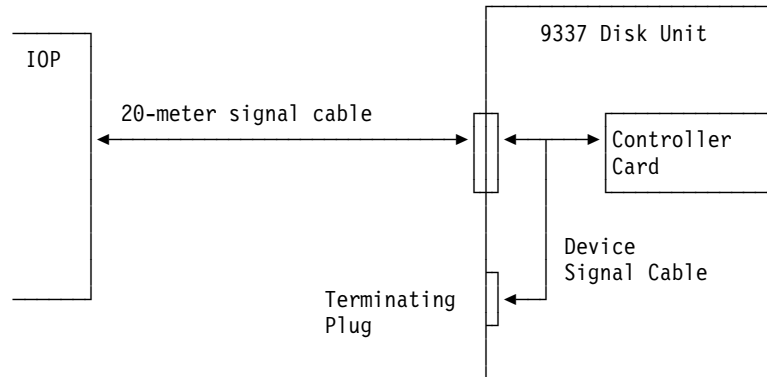 9337 Disk Unit
IOP
20-meter signal cable
Controller
Card
Device
Signal Cable
Terminating
Plug